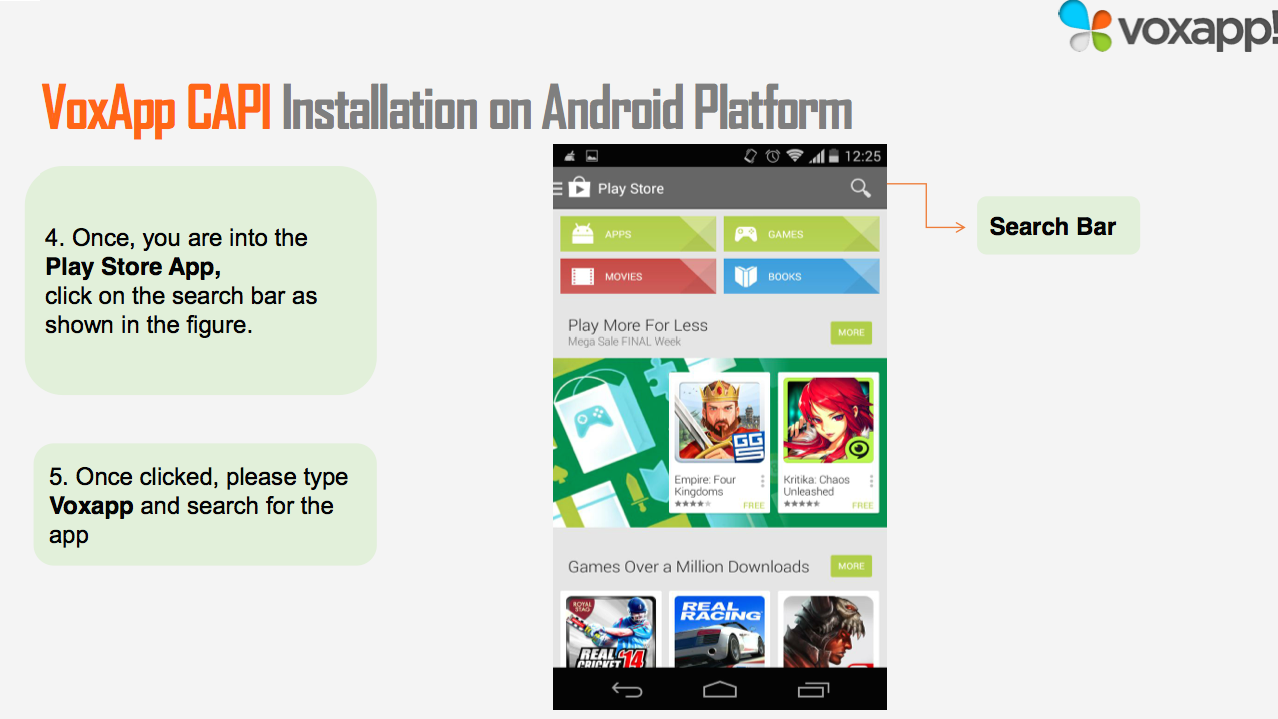 voxapp!
VoxApp CAPI Installation on Android Platform
4. Once, you are into the
Play Store App,
click on the search bar as
shown in the figure.
5. Once clicked, please type
Voxapp and search for the
app
12:25
Play Store
APPS
GAMES
MOVIES
BOOKS
Play More For Less
Mega Sale FINAL Week
MORE
GGS
Empire: Four
Kingdoms
FREE
Kritika: Chaos
Unleashed
FREE
Games Over a Million Downloads
MORE
ROYAL
STAG
REAL
CRICKET '14
REAL
RACING
Search Bar